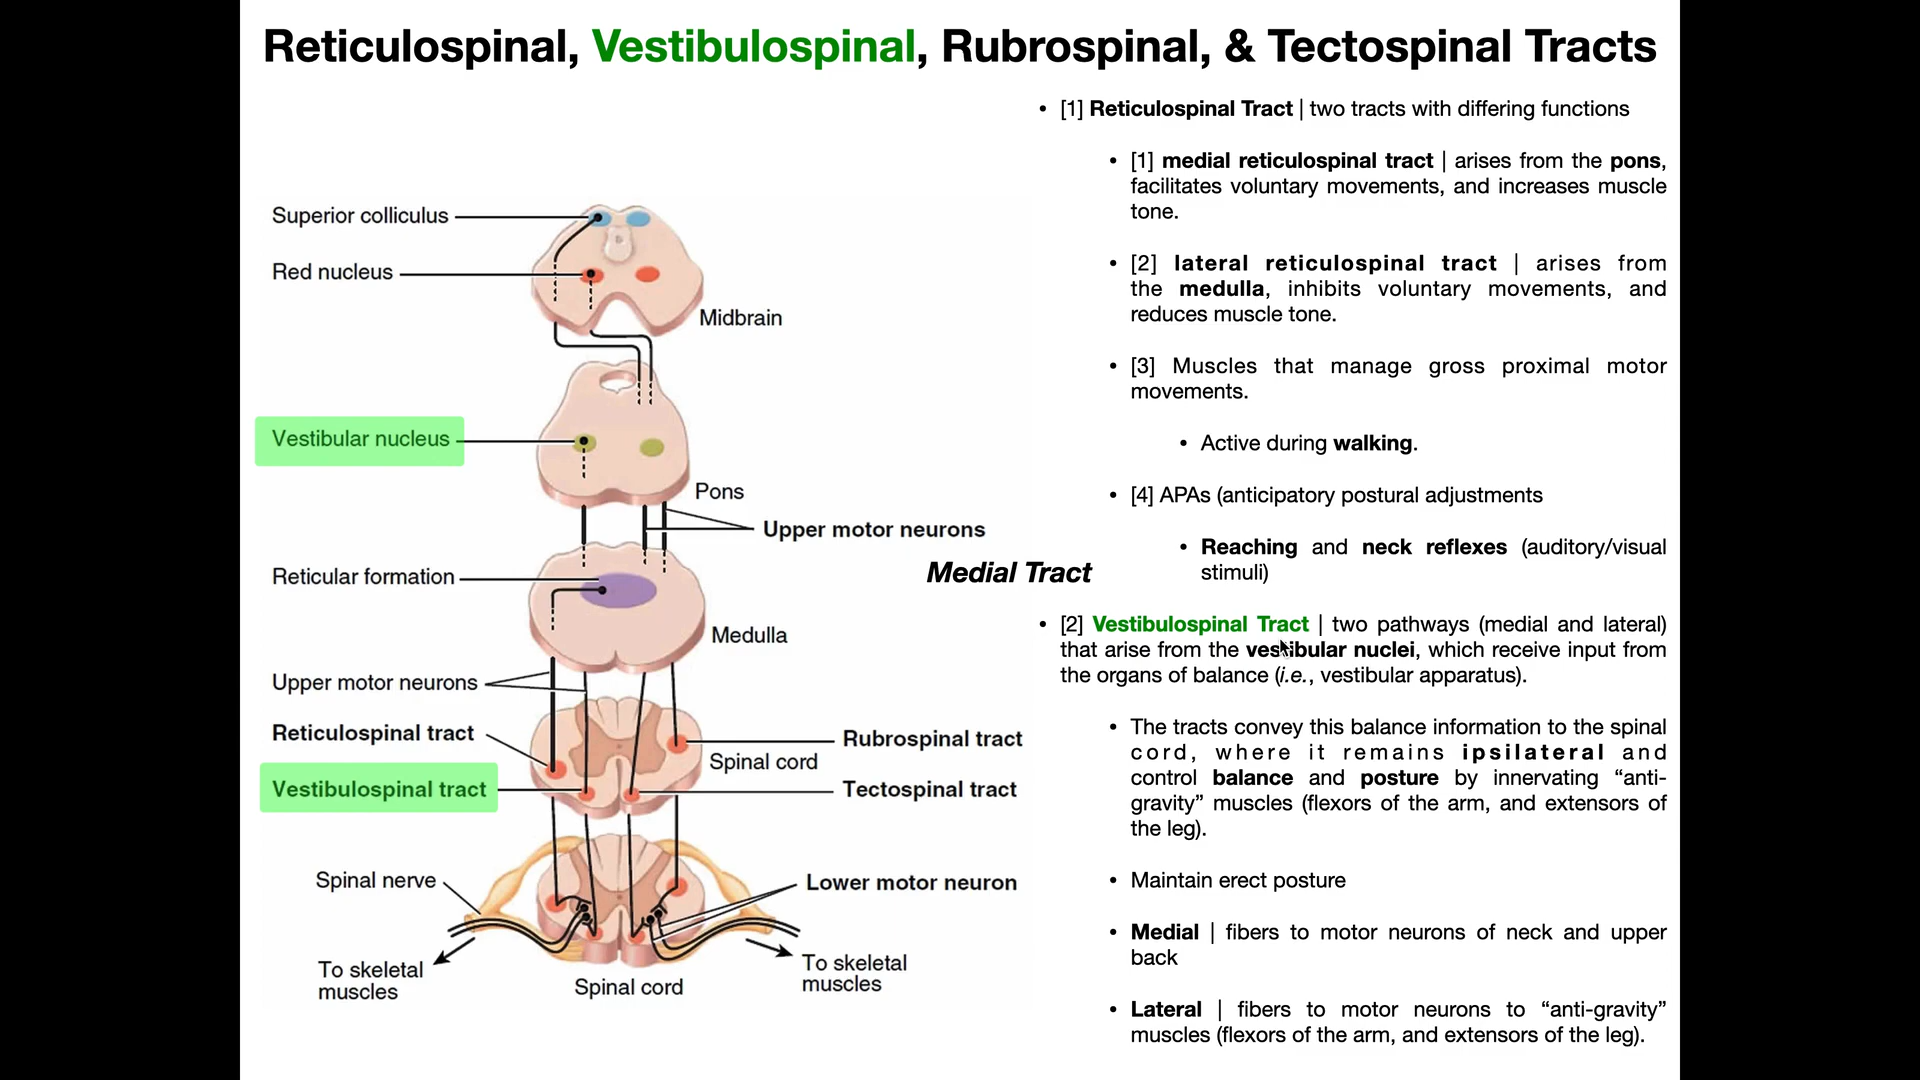 Reticulospinal, Vestibulospinal, Rubrospinal, & Tectospinal Tracts
Superior colliculus
Red nucleus
Midbrain
Vestibular nucleus
Pons
Upper motor neurons
Reticular formation
Medial Tract
Medulla
Upper motor neurons
Reticulospinal tract
Rubrospinal tract
Spinal cord
Vestibulospinal tract
Tectospinal tract
Spinal nerve
Lower motor neuron
To skeletal
muscles
To skeletal
muscles
Spinal cord
• [1] Reticulospinal Tract | two tracts with differing functions
• [1] medial reticulospinal tract | arises from the pons,
facilitates voluntary movements, and increases muscle
tone.
• [2] lateral reticulospinal tract | arises from
the medulla, inhibits voluntary movements, and
reduces muscle tone.
• [3] Muscles that manage gross proximal motor
movements.
• Active during walking.
• [4] APAs (anticipatory postural adjustments
• Reaching and neck reflexes (auditory/visual
stimuli)
• [2] Vestibulospinal Tract | two pathways (medial and lateral)
that arise from the vestibular nuclei, which receive input from
the organs of balance (i.e., vestibular apparatus).
• The tracts convey this balance information to the spinal
cord, where it remains ipsilateral and
control balance and posture by innervating “anti-
gravity” muscles (flexors of the arm, and extensors of
the leg).
• Maintain erect posture
• Medial | fibers to motor neurons of neck and upper
back
• Lateral | fibers to motor neurons to “anti-gravity”
muscles (flexors of the arm, and extensors of the leg).